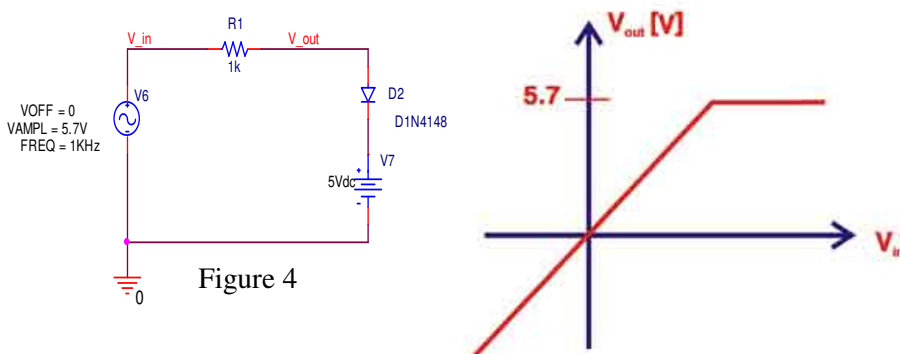 V_in
R1
V_out
1k
V6
VOFF = 0
VAMPL = 5.7V
FREQ = 1KHz
D2
D1N4148
V7
5Vdc
0
Figure 4
Vout [V]
5.7